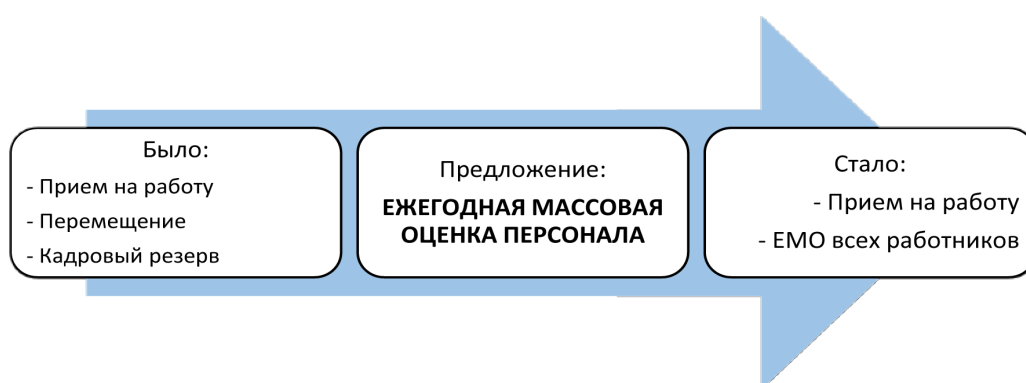 Было:
- Прием на работу
- Перемещение
- Кадровый резерв
Предложение:
ЕЖЕГОДНАЯ МАССОВАЯ
ОЦЕНКА ПЕРСОНАЛА
Стало:
- Прием на работу
- ЕМО всех работников